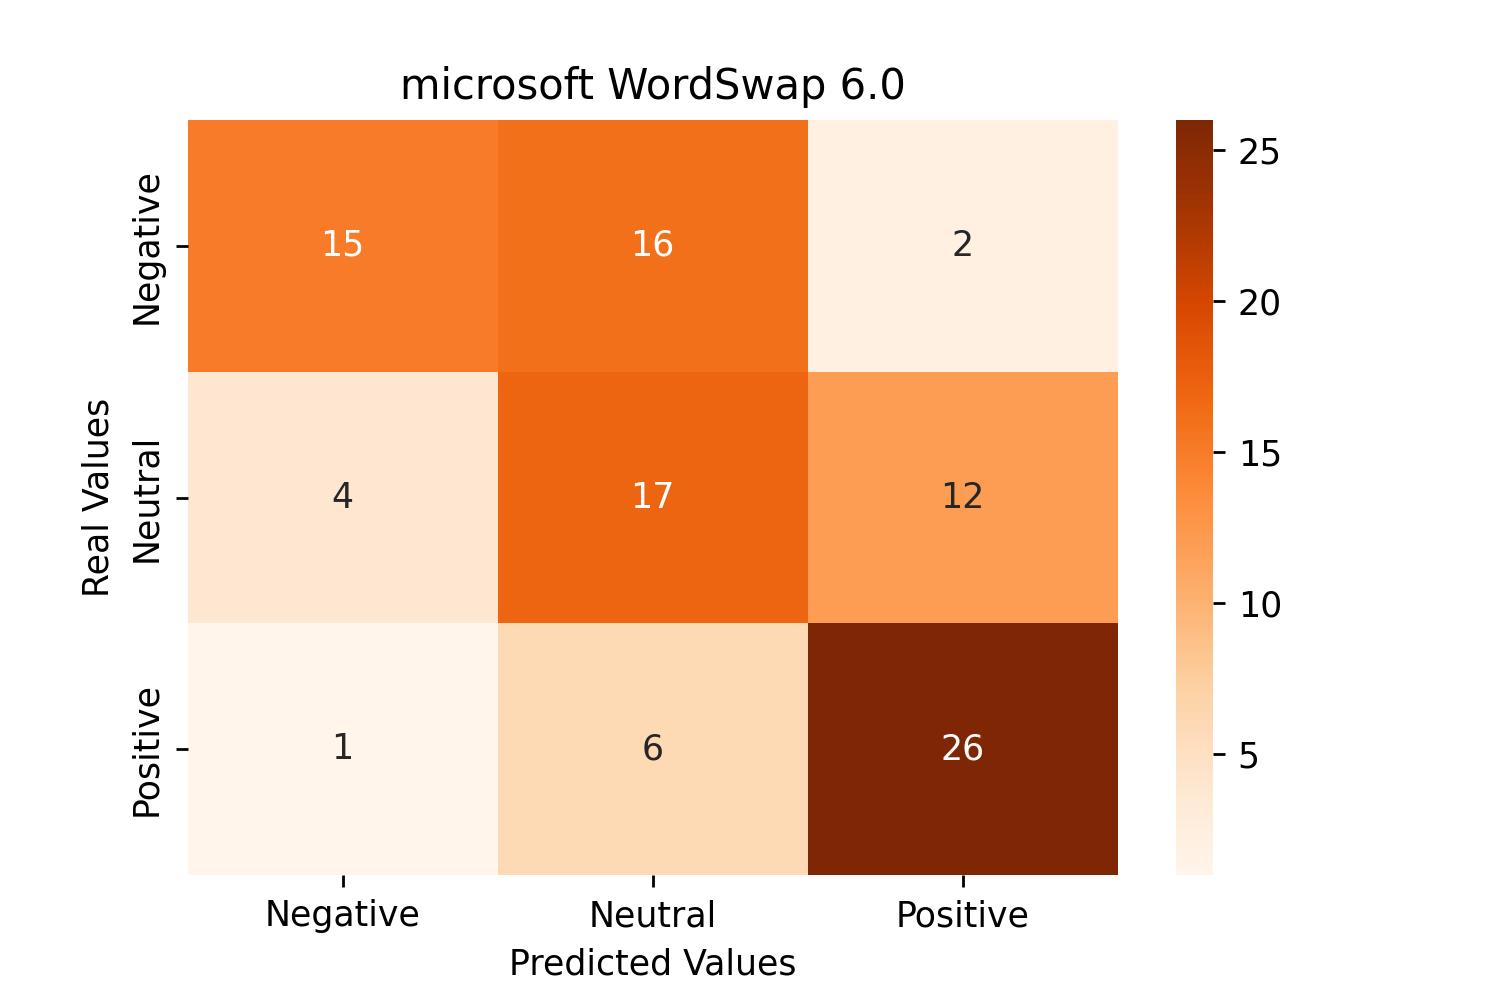 microsoft WordSwap 6.0
Real Values
Negative
15 16 2
Neutral
4 17 12
Positive
1 6 26
Negative Neutral Positive
Predicted Values
25
20
15
10
5